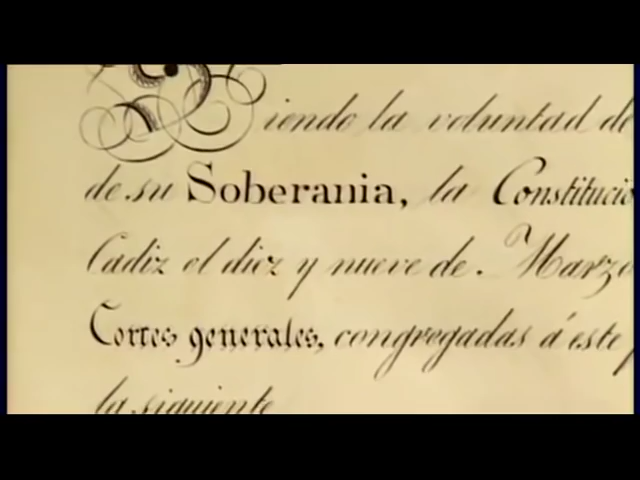 Siendo la voluntad de
de su Soberania, la Constitucio
Cadiz el diez y nueve de Marzo
Cortes generales, congregadas á este
la siguiente